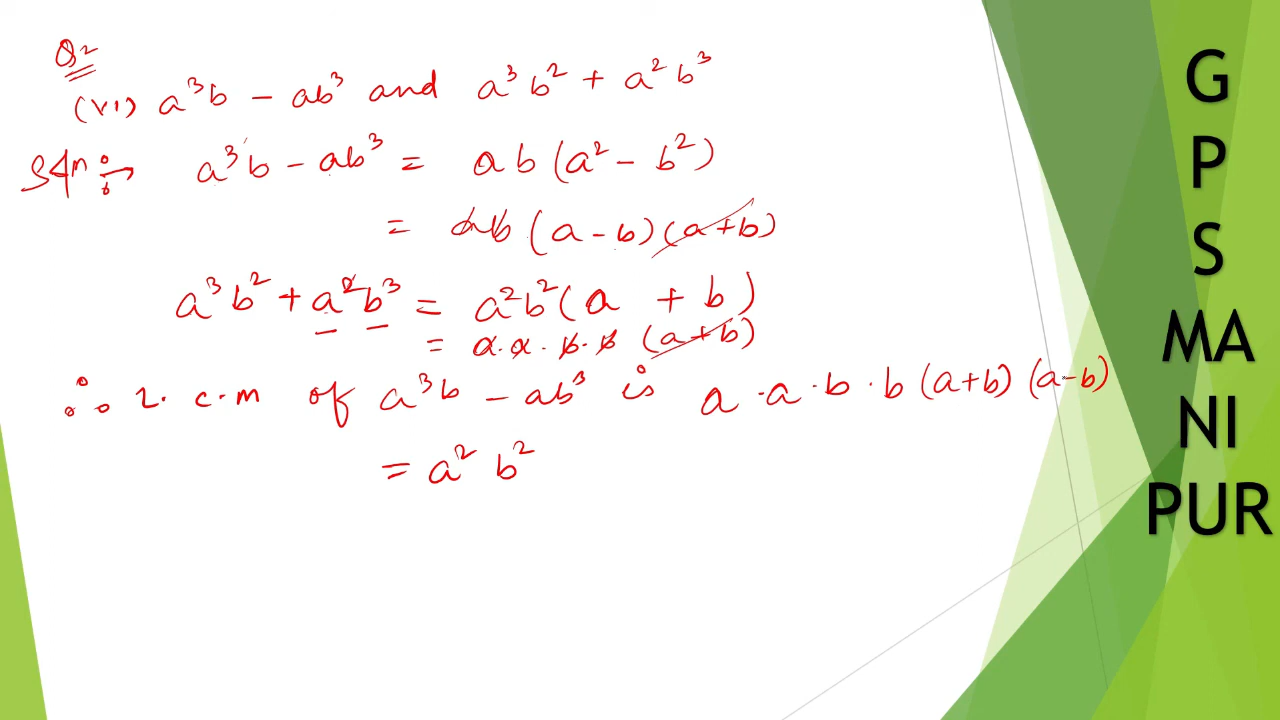 Q2
(VI) a³b - ab³ and a³b² + a²b³
Soln :- a³b - ab³ = ab(a² - b²)
= ab(a-b)(a+b)
a³b² + a²b³ = a²b²(a + b)
= a.a.b.b (a+b)
∴ L.C.M of a³b - ab³ is a.a.b.b(a+b)(a-b)
= a² b²
G
P
S
MA
NI
PUR